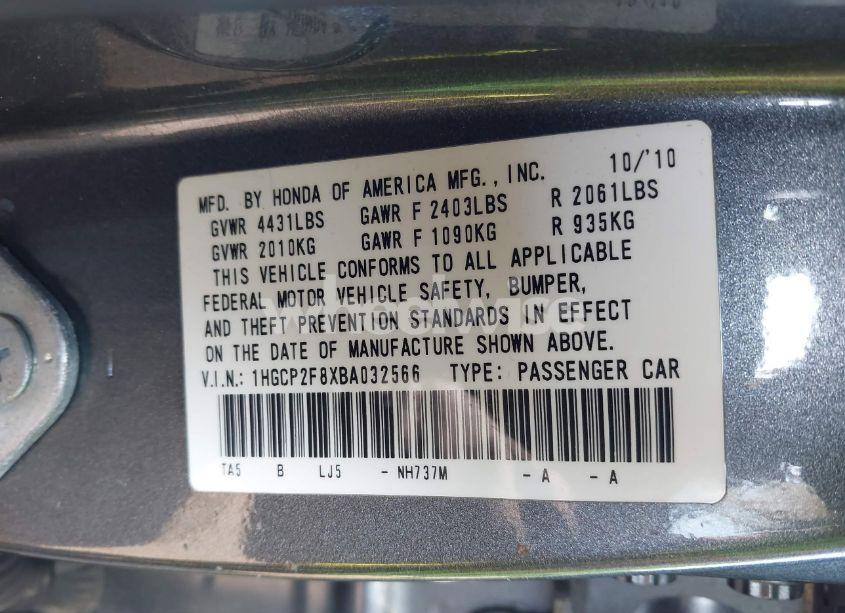 MFD. BY HONDA OF AMERICA MFG., INC. 10/'10
GVWR 4431LBS GAWR F 2403LBS R 2061LBS
GVWR 2010KG GAWR F 1090KG R 935KG
THIS VEHICLE CONFORMS TO ALL APPLICABLE
FEDERAL MOTOR VEHICLE SAFETY, BUMPER,
AND THEFT PREVENTION STANDARDS IN EFFECT
ON THE DATE OF MANUFACTURE SHOWN ABOVE.
V.I.N.: 1HGCP2F8XBA032566 TYPE: PASSENGER CAR
TA5 B LJ5 - NH737M - A - A